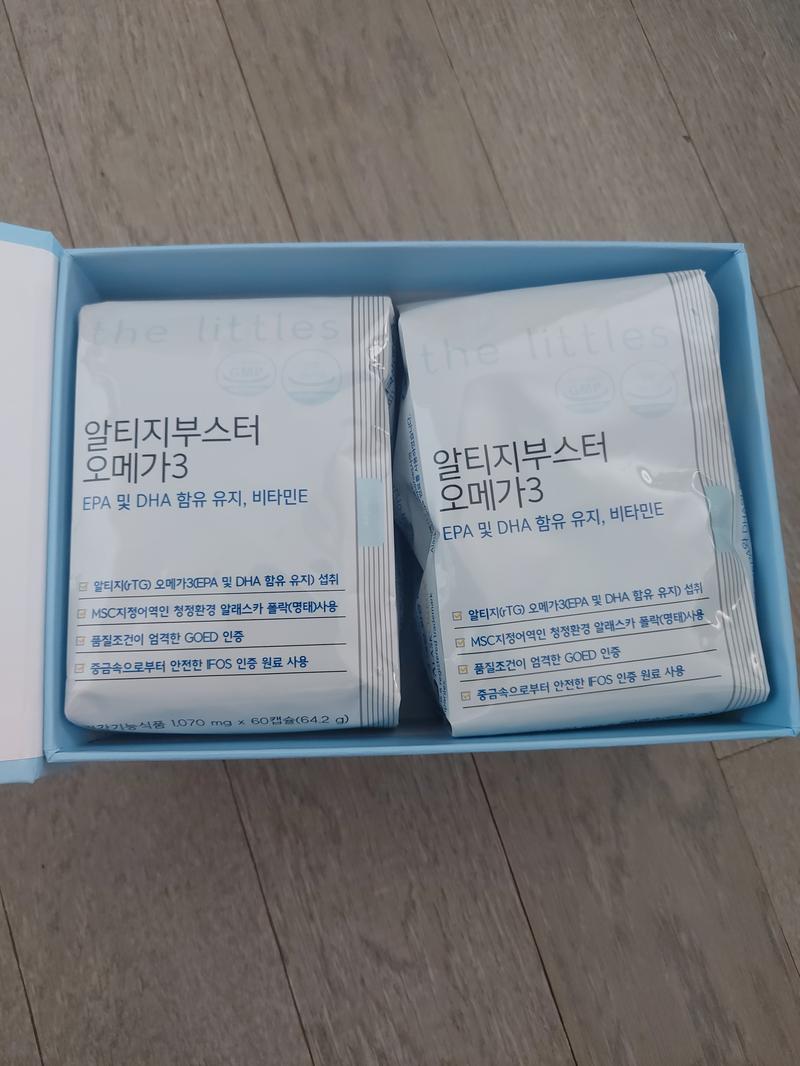 the littles
GMP
알티지부스터
오메가3
EPA 및 DHA 함유 유지, 비타민E
알티지(rTG) 오메가3(EPA 및 DHA 함유 유지) 섭취
MSC지정어역인 청정환경 알래스카 폴락(명태)사용
품질조건이 엄격한 GOED 인증
중금속으로부터 안전한 IFOS 인증 원료 사용
건강기능식품 1,070 mg x 60캡슐(64.2 g)
the littles
GMP
알티지부스터
오메가3
EPA 및 DHA 함유 유지, 비타민E
알티지(rTG) 오메가3(EPA 및 DHA 함유 유지) 섭취
MSC지정어역인 청정환경 알래스카 폴락(명태)사용
품질조건이 엄격한 GOED 인증
중금속으로부터 안전한 IFOS 인증 원료 사용